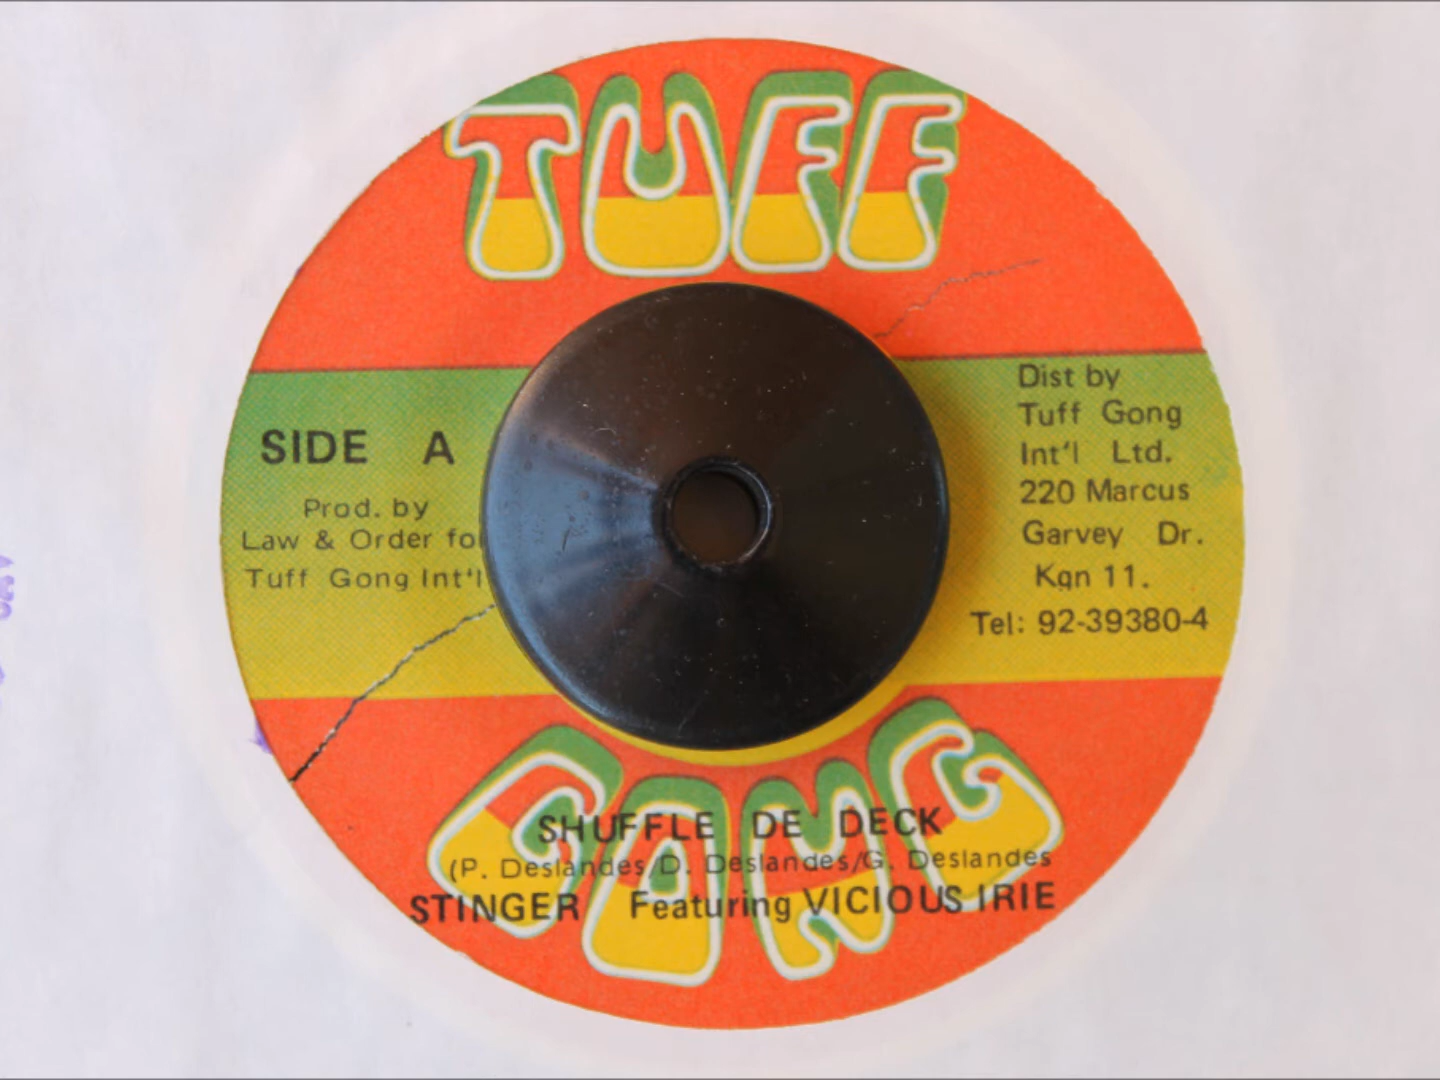 TUFF
SIDE A
Prod. by
Law & Order fo
Tuff Gong Int'l
Dist by
Tuff Gong
Int'l Ltd.
220 Marcus
Garvey Dr.
Kgn 11.
Tel: 92-39380-4
GONG
SHUFFLE DE DECK
(P. Deslandes/D. Deslandes/G. Deslandes
STINGER Featuring VICIOUS IRIE